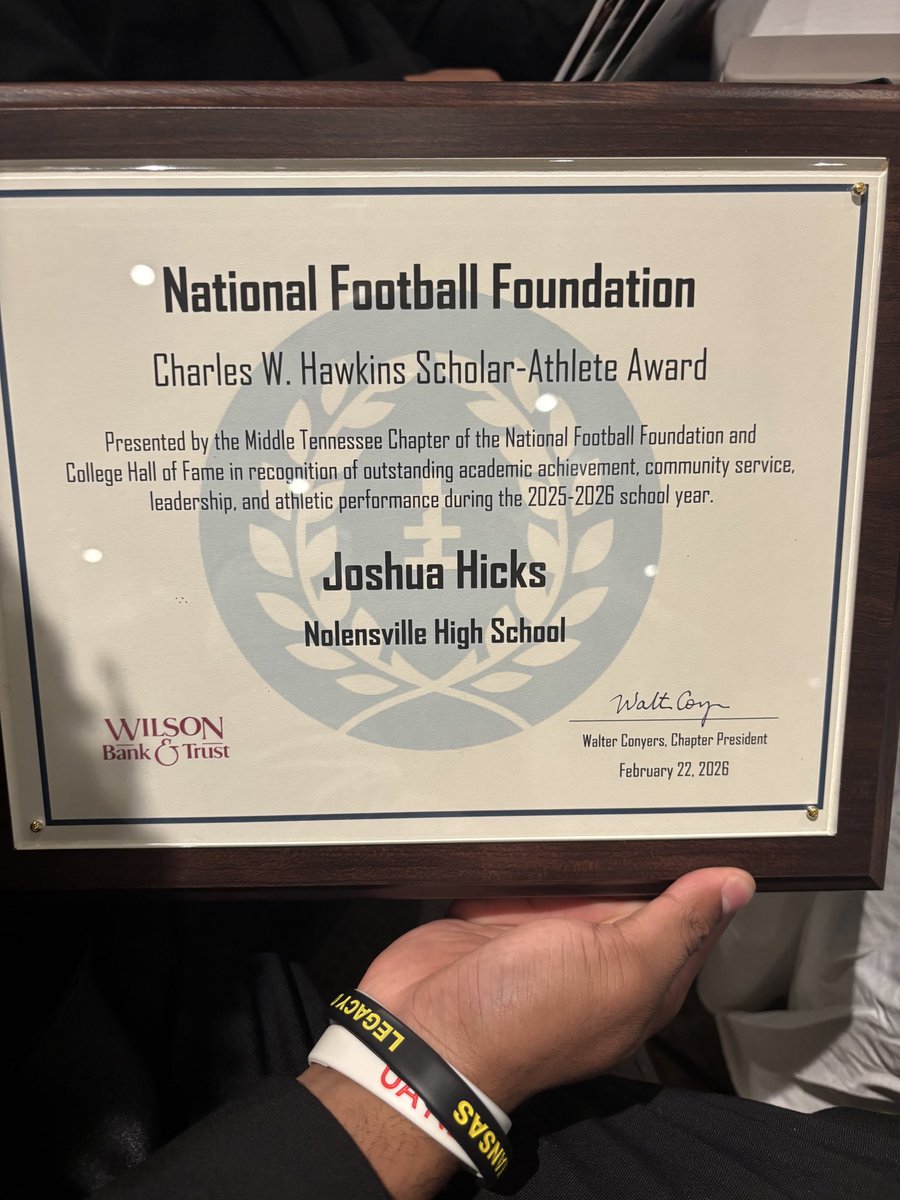 National Football Foundation
Charles W. Hawkins Scholar-Athlete Award
Presented by the Middle Tennessee Chapter of the National Football Foundation and
College Hall of Fame in recognition of outstanding academic achievement, community service,
leadership, and athletic performance during the 2025-2026 school year.
Joshua Hicks
Nolensville High School
WILSON
Bank & Trust
Walter Conyers, Chapter President
February 22, 2026
LEGACY